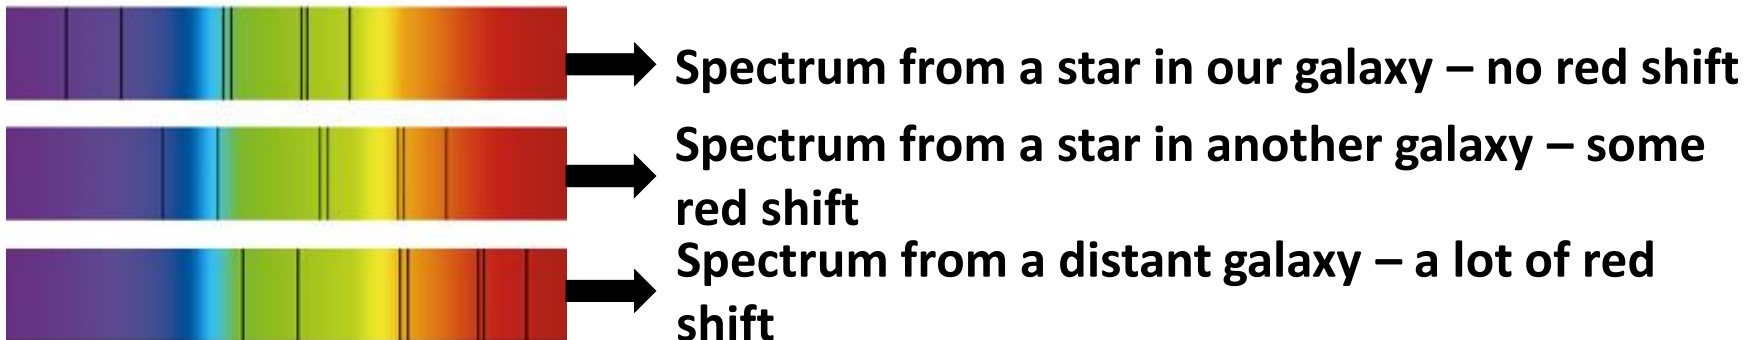 Spectrum from a star in our galaxy – no red shift
Spectrum from a star in another galaxy – some
red shift
Spectrum from a distant galaxy – a lot of red
shift